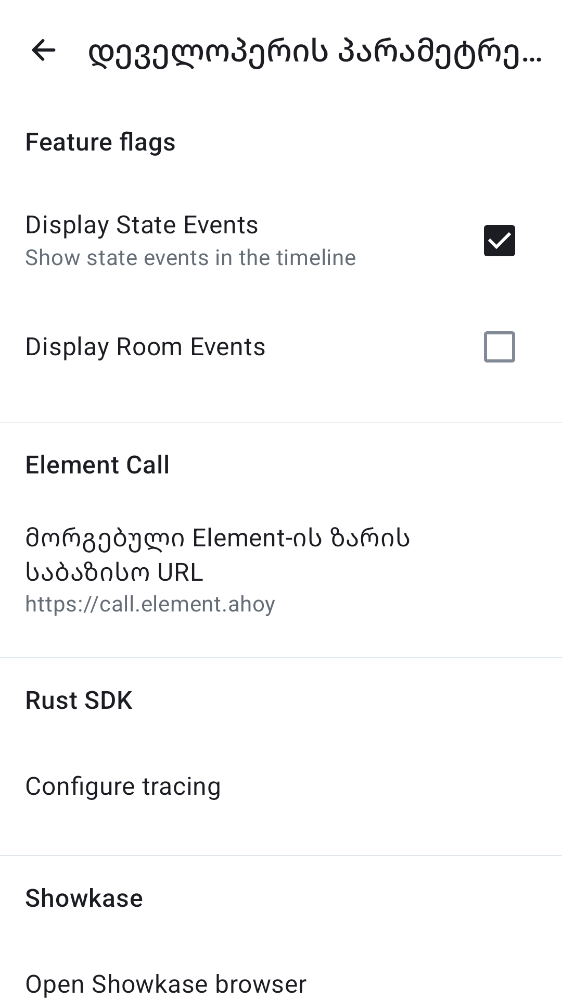 დეველოპერის პარამეტრე...
Feature flags
Display State Events
Show state events in the timeline
Display Room Events
Element Call
მორგებული Element-ის ზარის
საბაზისო URL
https://call.element.ahoy
Rust SDK
Configure tracing
Showkase
Open Showkase browser